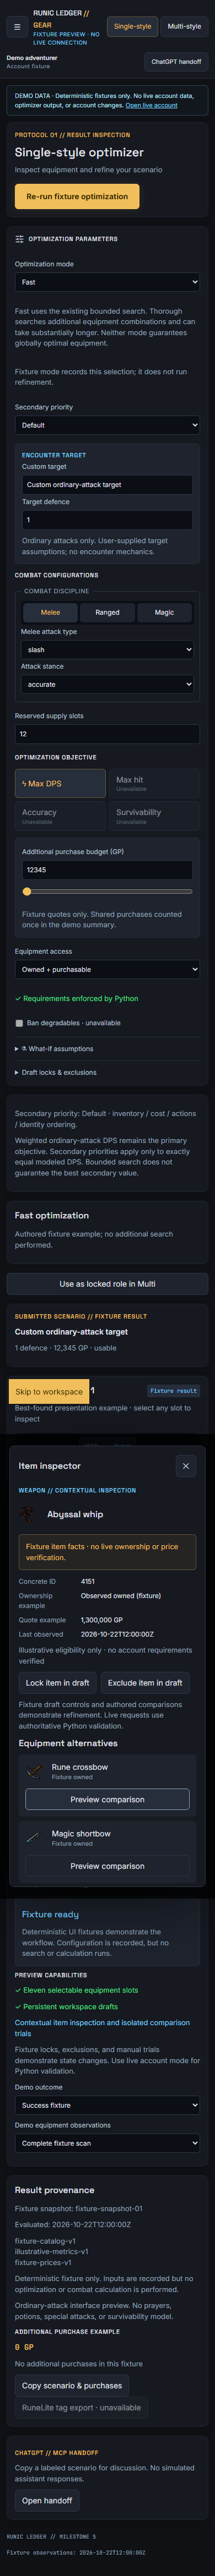 RUNIC LEDGER //
GEAR
FIXTURE PREVIEW · NO
LIVE CONNECTION
Single-style
Multi-style
Demo adventurer
Account fixture
ChatGPT handoff
DEMO DATA · Deterministic fixtures only. No live account data,
optimizer output, or account changes. Open live account
PROTOCOL 01 // RESULT INSPECTION
Single-style optimizer
Inspect equipment and refine your scenario
Re-run fixture optimization
OPTIMIZATION PARAMETERS
Optimization mode
Fast
Fast uses the existing bounded search. Thorough
searches additional equipment combinations and can
take substantially longer. Neither mode guarantees
globally optimal equipment.
Fixture mode records this selection; it does not run
refinement.
Secondary priority
Default
ENCOUNTER TARGET
Custom target
Custom ordinary-attack target
Target defence
1
Ordinary attacks only. User-supplied target
assumptions; no encounter mechanics.
COMBAT CONFIGURATIONS
COMBAT DISCIPLINE
Melee
Ranged
Magic
Melee attack type
slash
Attack stance
accurate
Reserved supply slots
12
OPTIMIZATION OBJECTIVE
ϟ Max DPS
Max hit
Unavailable
Accuracy
Unavailable
Survivability
Unavailable
Additional purchase budget (GP)
12345
Fixture quotes only. Shared purchases counted
once in the demo summary.
Equipment access
Owned + purchasable
✓ Requirements enforced by Python
Ban degradables · unavailable
▸ ⚗ What-if assumptions
▸ Draft locks & exclusions
Secondary priority: Default · inventory / cost / actions
/ identity ordering.
Weighted ordinary-attack DPS remains the primary
objective. Secondary priorities apply only to exactly
equal modeled DPS. Bounded search does not
guarantee the best secondary value.
Fast optimization
Authored fixture example; no additional search
performed.
Use as locked role in Multi
SUBMITTED SCENARIO // FIXTURE RESULT
Custom ordinary-attack target
1 defence · 12,345 GP · usable
Skip to workspace
1
Fixture result
Best-found presentation example · select any slot to
inspect
Item inspector
WEAPON // CONTEXTUAL INSPECTION
Abyssal whip
Fixture item facts · no live ownership or price
verification.
Concrete ID
4151
Ownership
example
Observed owned (fixture)
Quote example
1,300,000 GP
Last observed
2026-10-22T12:00:00Z
Illustrative eligibility only · no account requirements
verified
Lock item in draft
Exclude item in draft
Fixture draft controls and authored comparisons
demonstrate refinement. Live requests use
authoritative Python validation.
Equipment alternatives
Rune crossbow
Fixture owned
Preview comparison
Magic shortbow
Fixture owned
Preview comparison
Fixture ready
Deterministic UI fixtures demonstrate the
workflow. Configuration is recorded, but no
search or calculation runs.
PREVIEW CAPABILITIES
✓ Eleven selectable equipment slots
✓ Persistent workspace drafts
Contextual item inspection and isolated comparison
trials
Fixture locks, exclusions, and manual trials
demonstrate state changes. Use live account mode for
Python validation.
Demo outcome
Success fixture
Demo equipment observations
Complete fixture scan
Result provenance
Fixture snapshot: fixture-snapshot-01
Evaluated: 2026-10-22T12:00:00Z
fixture-catalog-v1
illustrative-metrics-v1
fixture-prices-v1
Deterministic fixture only. Inputs are recorded but no
optimization or combat calculation is performed.
Ordinary-attack interface preview. No prayers,
potions, special attacks, or survivability model.
ADDITIONAL PURCHASE EXAMPLE
0 GP
No additional purchases in this fixture
Copy scenario & purchases
RuneLite tag export · unavailable
CHATGPT // MCP HANDOFF
Copy a labeled scenario for discussion. No simulated
assistant responses.
Open handoff
RUNIC LEDGER // MILESTONE 5
Fixture observations: 2026-10-22T12:00:00Z